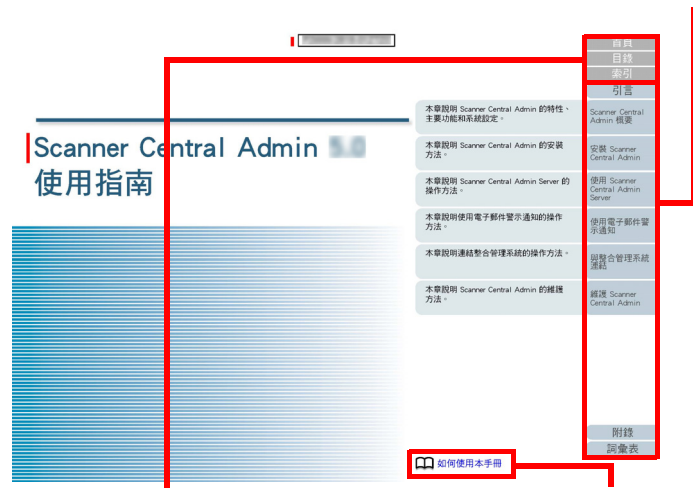 首頁
目錄
索引
引言
Scanner Central Admin
使用指南
本章說明 Scanner Central Admin 的特性、
主要功能和系統設定。
Scanner Central
Admin 概要
本章說明 Scanner Central Admin 的安裝
方法。
安裝 Scanner
Central Admin
本章說明 Scanner Central Admin Server 的
操作方法。
使用 Scanner
Central Admin
Server
本章說明使用電子郵件警示通知的操作
方法。
使用電子郵件警
示通知
本章說明連結整合管理系統的操作方法。
與整合管理系統
連結
本章說明 Scanner Central Admin 的維護
方法。
維護 Scanner
Central Admin
附錄
詞彙表
如何使用本手冊